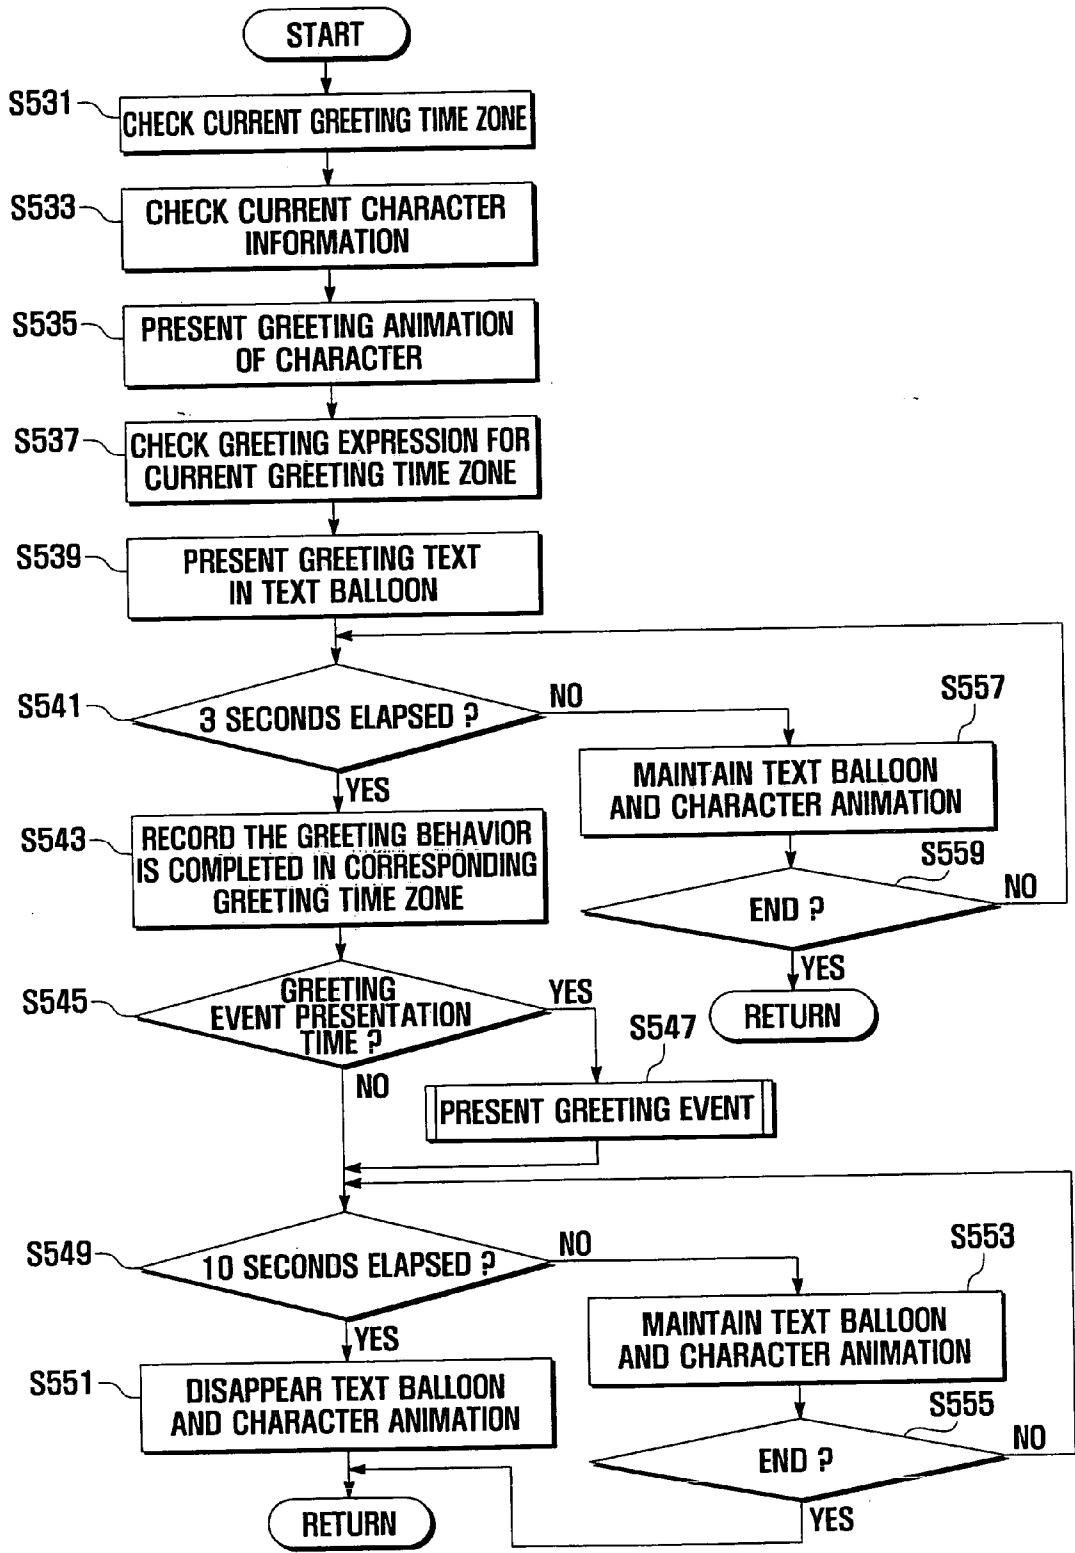 START
S531
CHECK CURRENT GREETING TIME ZONE
S533
CHECK CURRENT CHARACTER
INFORMATION
S535
PRESENT GREETING ANIMATION
OF CHARACTER
S537
CHECK GREETING EXPRESSION FOR
CURRENT GREETING TIME ZONE
S539
PRESENT GREETING TEXT
IN TEXT BALLOON
S541
3 SECONDS ELAPSED ?
NO
YES
S557
MAINTAIN TEXT BALLOON
AND CHARACTER ANIMATION
S543
RECORD THE GREETING BEHAVIOR
IS COMPLETED IN CORRESPONDING
GREETING TIME ZONE
S559
END ?
NO
YES
RETURN
S545
GREETING
EVENT PRESENTATION
TIME ?
YES
NO
S547
PRESENT GREETING EVENT
S549
10 SECONDS ELAPSED ?
NO
YES
S553
MAINTAIN TEXT BALLOON
AND CHARACTER ANIMATION
S551
DISAPPEAR TEXT BALLOON
AND CHARACTER ANIMATION
S555
END ?
NO
YES
RETURN